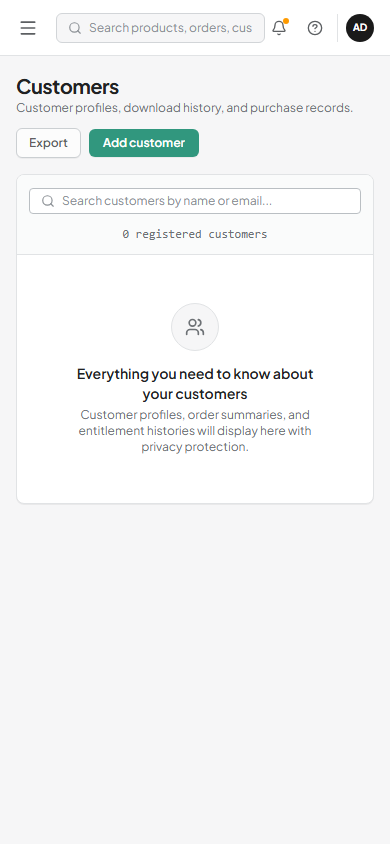 Search products, orders, cus
AD
Customers
Customer profiles, download history, and purchase records.
Export
Add customer
Search customers by name or email...
0 registered customers
Everything you need to know about
your customers
Customer profiles, order summaries, and
entitlement histories will display here with
privacy protection.